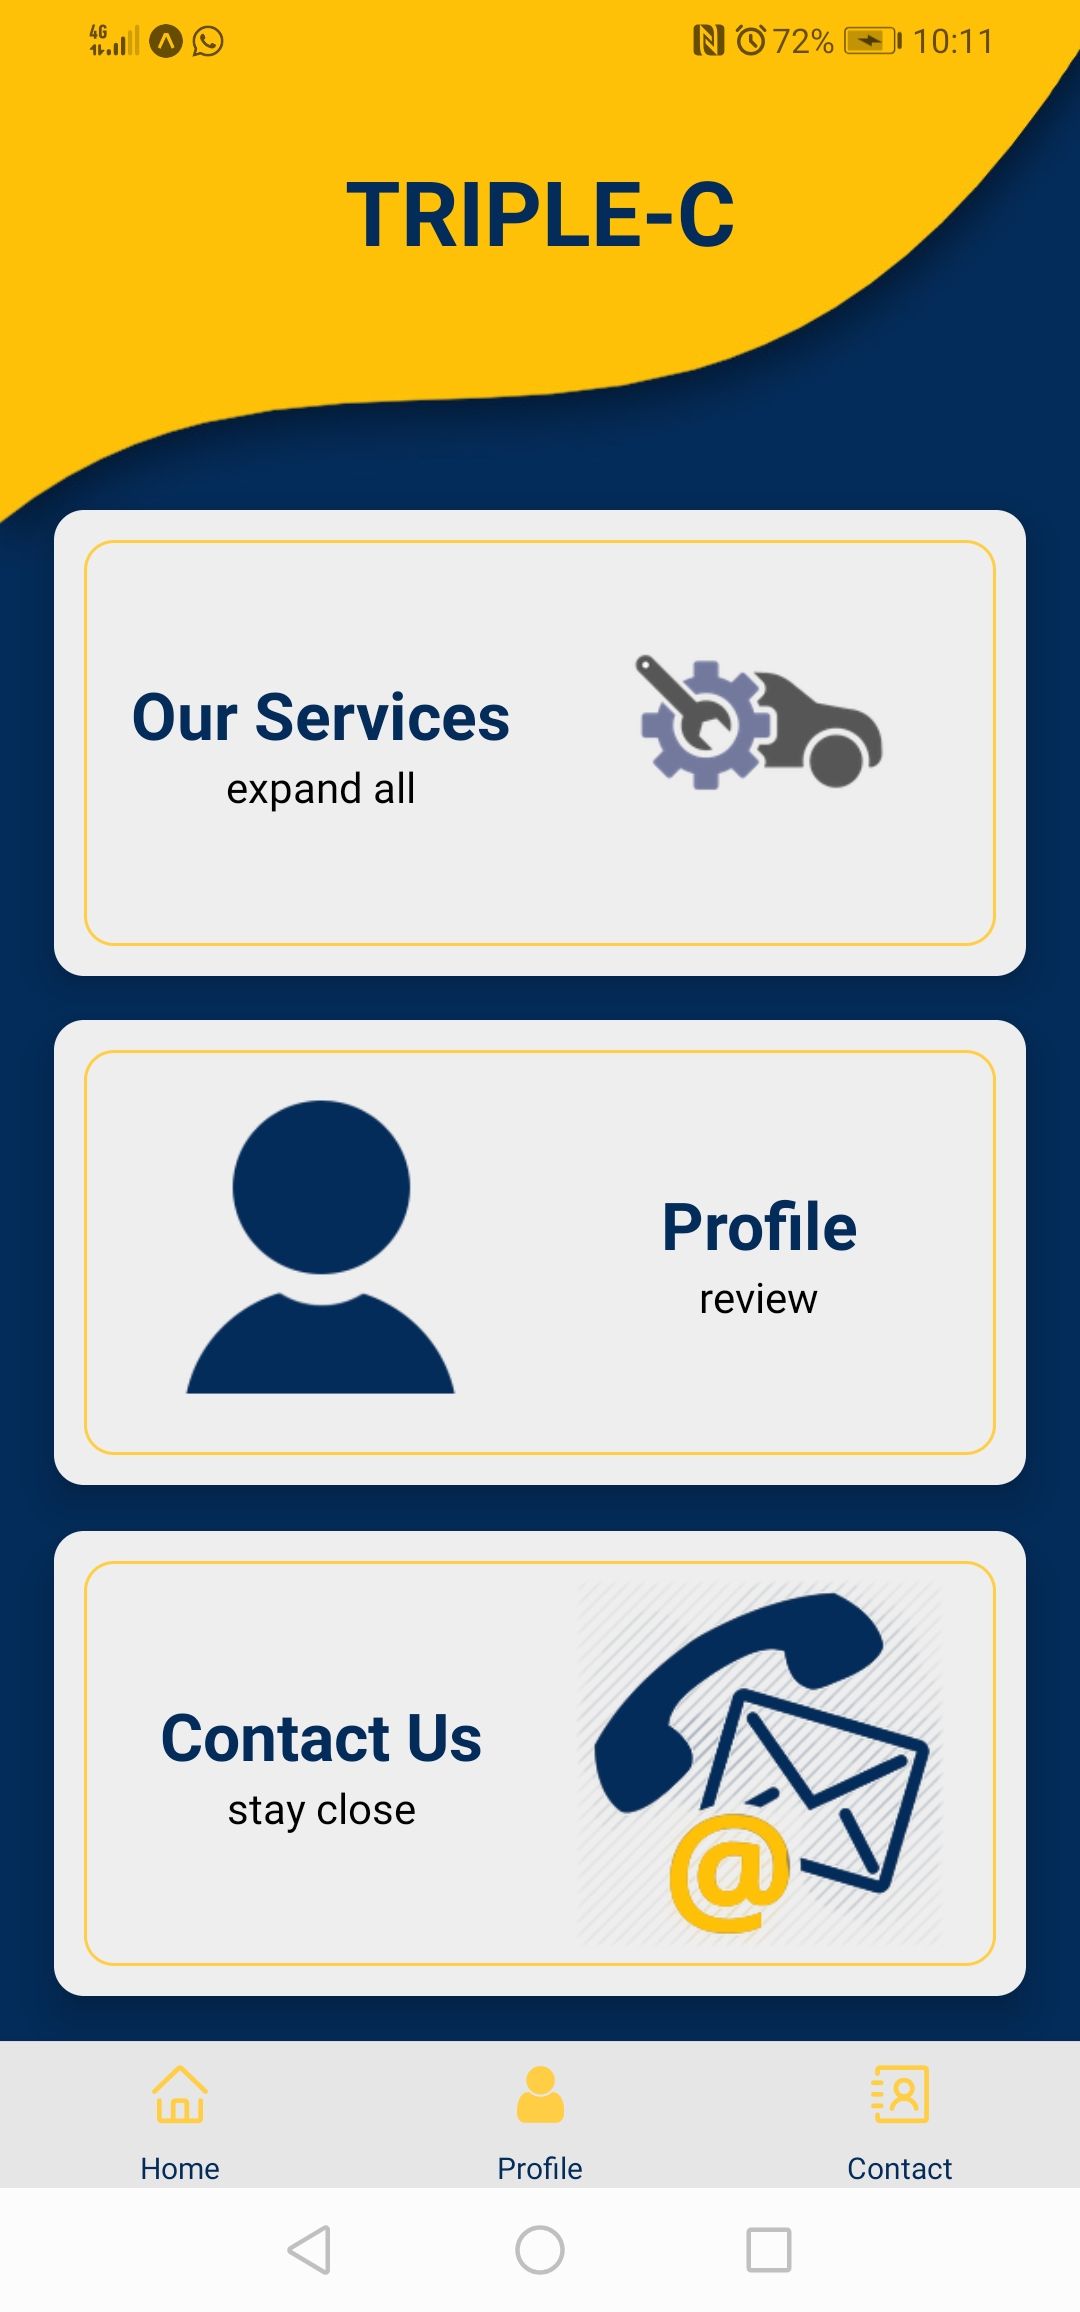 4G 72% 10:11
TRIPLE-C
Our Services
expand all
Profile
review
Contact Us
stay close
@
Home Profile Contact